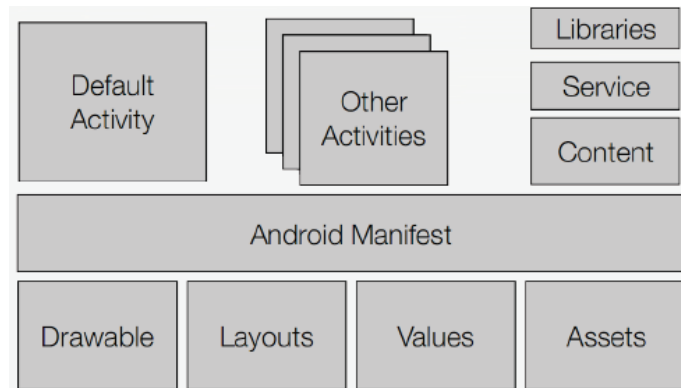 Default
Activity
Other
Activities
Libraries
Service
Content
Android Manifest
Drawable
Layouts
Values
Assets